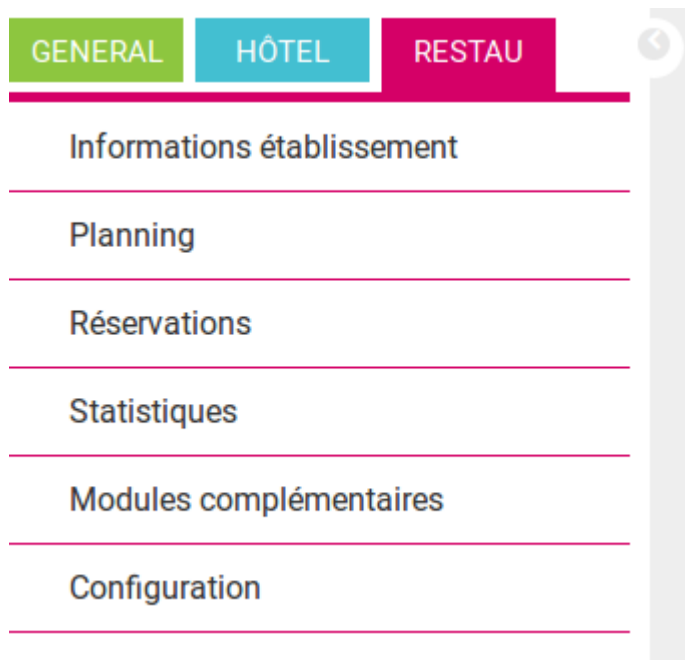 GENERAL HÔTEL RESTAU
Informations établissement
Planning
Réservations
Statistiques
Modules complémentaires
Configuration